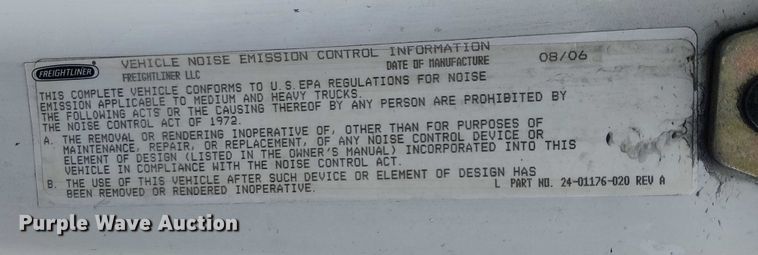 FREIGHTLINER
VEHICLE NOISE EMISSION CONTROL INFORMATION
FREIGHTLINER LLC
DATE OF MANUFACTURE
08/06
THIS COMPLETE VEHICLE CONFORMS TO U.S.EPA REGULATIONS FOR NOISE
EMISSION APPLICABLE TO MEDIUM AND HEAVY TRUCKS.
THE FOLLOWING ACTS OR THE CAUSING THEREOF BY ANY PERSON ARE PROHIBITED BY
THE NOISE CONTROL ACT OF 1972.
A. THE REMOVAL OR RENDERING INOPERATIVE OF, OTHER THAN FOR PURPOSES OF
MAINTENANCE, REPAIR, OR REPLACEMENT, OF ANY NOISE CONTROL DEVICE OR
ELEMENT OF DESIGN (LISTED IN THE OWNER'S MANUAL) INCORPORATED INTO THIS
VEHICLE IN COMPLIANCE WITH THE NOISE CONTROL ACT.
B. THE USE OF THIS VEHICLE AFTER SUCH DEVICE OR ELEMENT OF DESIGN HAS
BEEN REMOVED OR RENDERED INOPERATIVE.
L PART NO. 24-01176-020 REV A
Purple Wave Auction